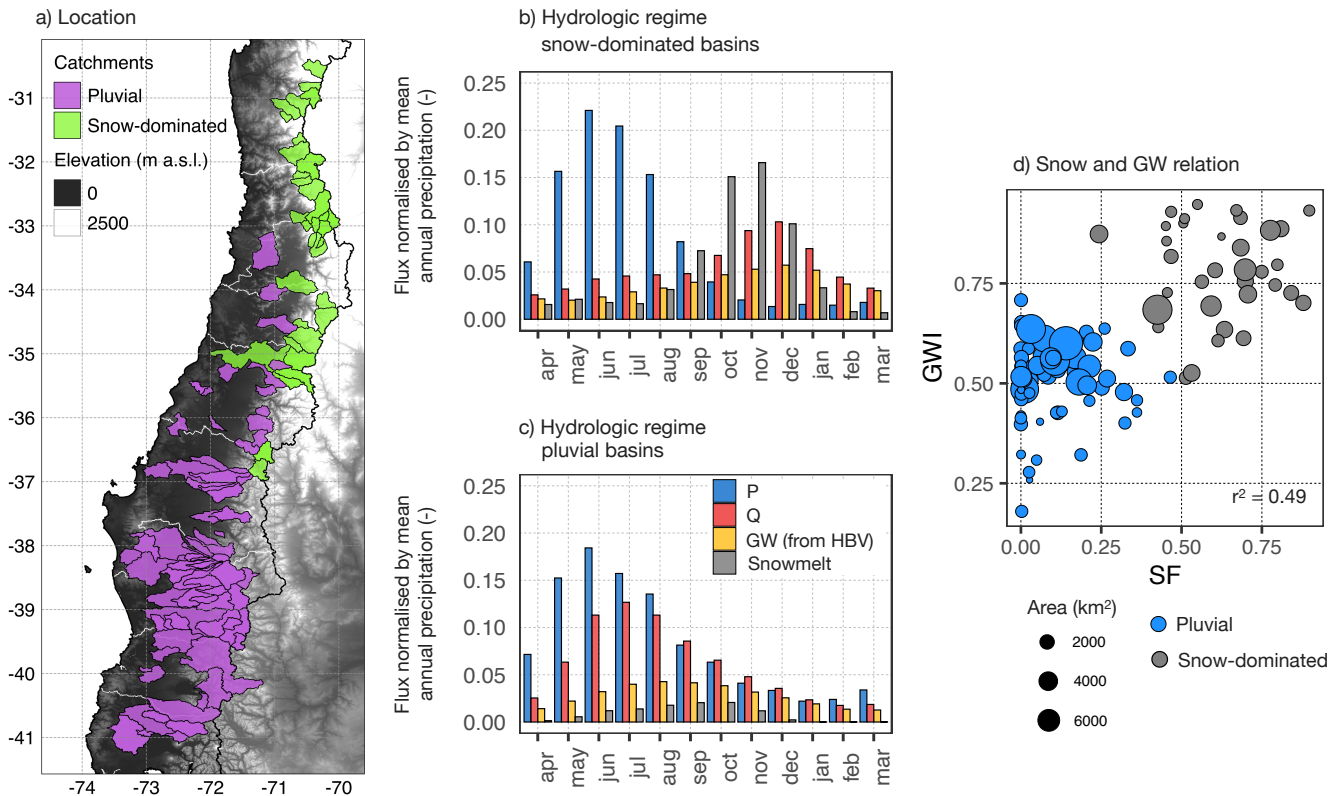 a) Location
Catchments
Pluvial
Snow-dominated
Elevation (m a.s.l.)
0
2500
-31
-32
-33
-34
-35
-36
-37
-38
-39
-40
-41
-74 -73 -72 -71 -70
b) Hydrologic regime
snow-dominated basins
Flux normalised by mean
annual precipitation (-)
0.25
0.20
0.15
0.10
0.05
0.00
apr may jun jul aug sep oct nov dec jan feb mar
c) Hydrologic regime
pluvial basins
Flux normalised by mean
annual precipitation (-)
0.25
0.20
0.15
0.10
0.05
0.00
P
Q
GW (from HBV)
Snowmelt
apr may jun jul aug sep oct nov dec jan feb mar
d) Snow and GW relation
GWI
0.75
0.50
0.25
r² = 0.49
0.00 0.25 0.50 0.75
SF
Area (km²)
2000
4000
6000
Pluvial
Snow-dominated